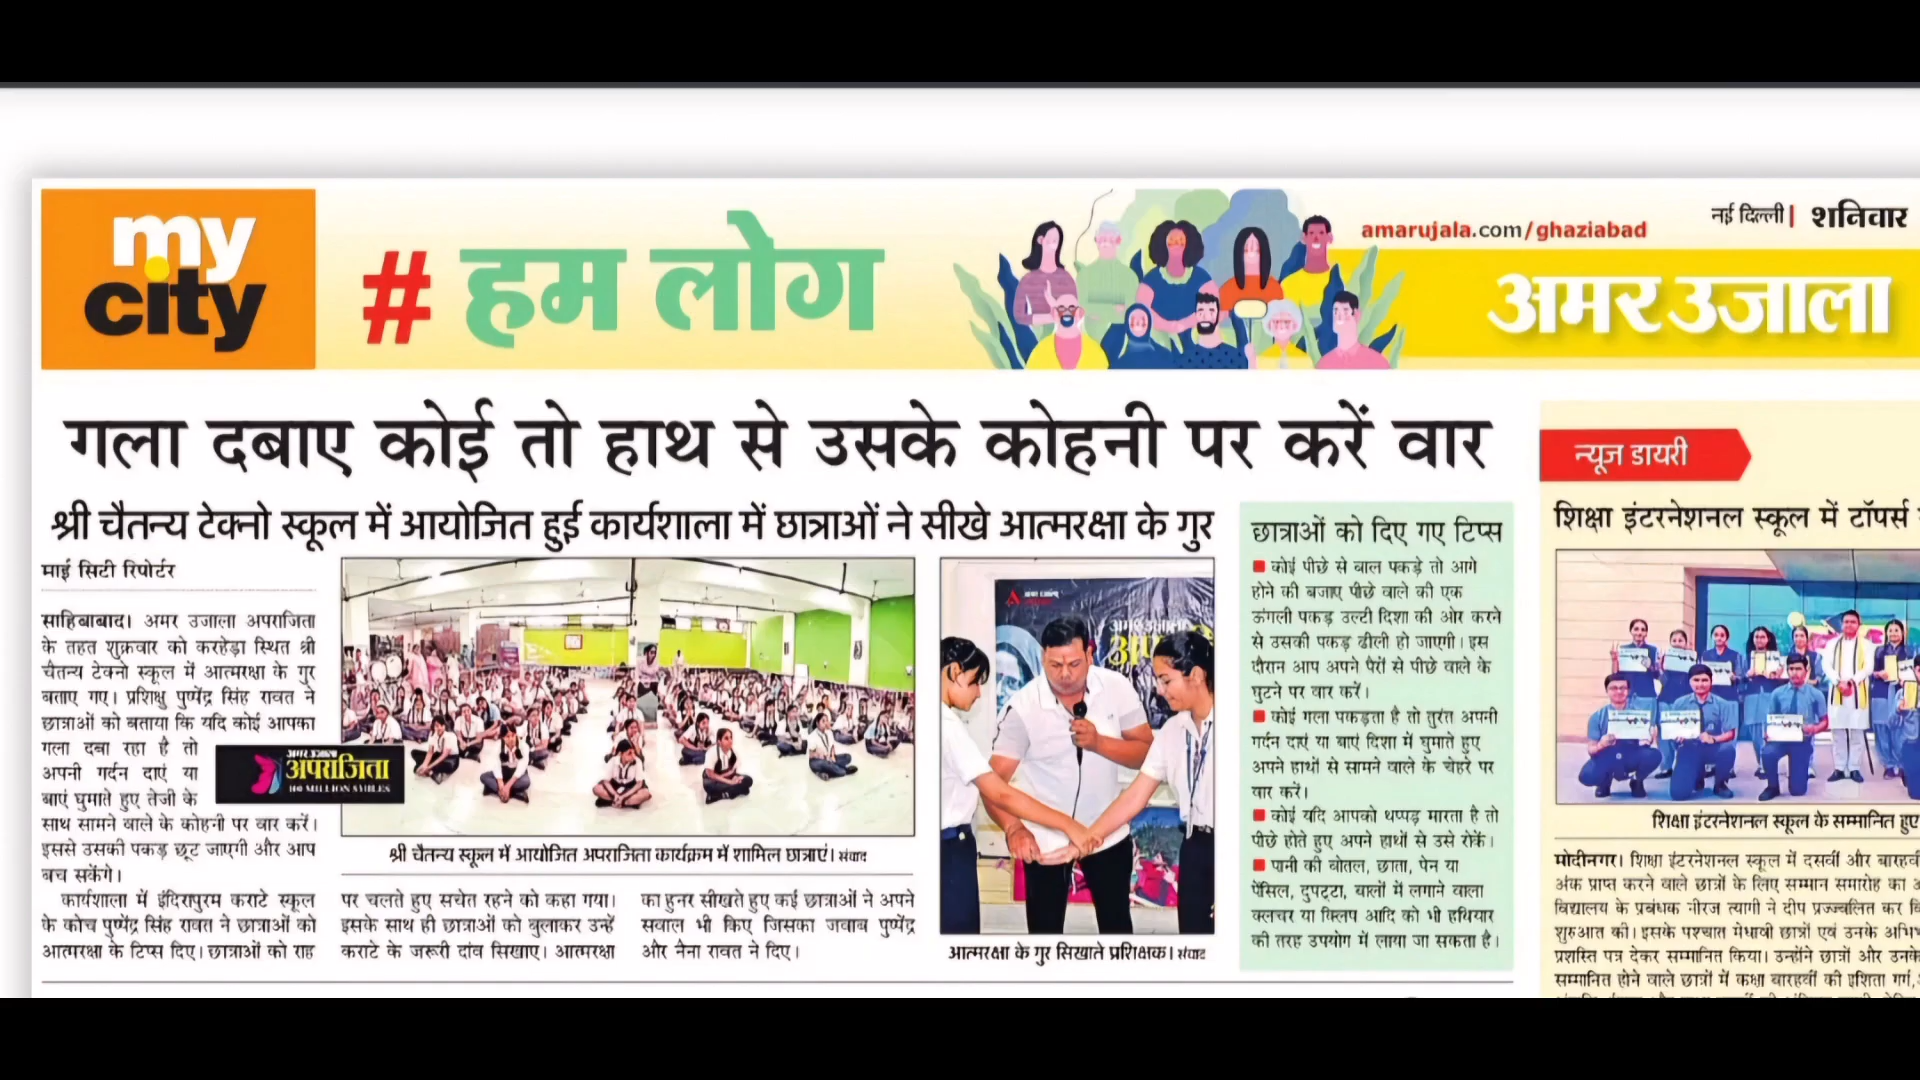 my
city
# हम लोग
amarujala.com/ghaziabad
नई दिल्ली | शनिवार
अमर उजाला
गला दबाए कोई तो हाथ से उसके कोहनी पर करें वार
श्री चैतन्य टेक्नो स्कूल में आयोजित हुई कार्यशाला में छात्राओं ने सीखे आत्मरक्षा के गुर
माई सिटी रिपोर्टर
साहिबाबाद। अमर उजाला अपराजिता
के तहत शुक्रवार को करहेड़ा स्थित श्री
चैतन्य टेक्नो स्कूल में आत्मरक्षा के गुर
बताए गए। प्रशिक्षु पुष्पेंद्र सिंह रावत ने
छात्राओं को बताया कि यदि कोई आपका
गला दबा रहा है तो
अपनी गर्दन दाएं या
बाएं घुमाते हुए तेजी के
साथ सामने वाले के कोहनी पर वार करें।
इससे उसकी पकड़ छूट जाएगी और आप
बच सकेंगे।
कार्यशाला में इंदिरापुरम कराटे स्कूल
के कोच पुष्पेंद्र सिंह रावत ने छात्राओं को
आत्मरक्षा के टिप्स दिए। छात्राओं को राह
अमर उजाला
अपराजिता
100 MILLION SMILES
श्री चैतन्य स्कूल में आयोजित अपराजिता कार्यक्रम में शामिल छात्राएं। संवाद
पर चलते हुए सचेत रहने को कहा गया।
इसके साथ ही छात्राओं को बुलाकर उन्हें
कराटे के जरूरी दांव सिखाए। आत्मरक्षा
का हुनर सीखते हुए कई छात्राओं ने अपने
सवाल भी किए जिसका जवाब पुष्पेंद्र
और नैना रावत ने दिए।
अमर उजाला
आत्मरक्षा के गुर सिखाते प्रशिक्षक। संवाद
छात्राओं को दिए गए टिप्स
■ कोई पीछे से बाल पकड़े तो आगे
होने की बजाए पीछे वाले की एक
ऊंगली पकड़ उल्टी दिशा की ओर करने
से उसकी पकड़ ढीली हो जाएगी। इस
दौरान आप अपने पैरों से पीछे वाले के
घुटने पर वार करें।
■ कोई गला पकड़ता है तो तुरंत अपनी
गर्दन दाएं या बाएं दिशा में घुमाते हुए
अपने हाथों से सामने वाले के चेहरे पर
वार करें।
■ कोई यदि आपको थप्पड़ मारता है तो
पीछे होते हुए अपने हाथों से उसे रोकें।
■ पानी की बोतल, छाता, पेन या
पेंसिल, दुपट्टा, बालों में लगाने वाला
क्लचर या क्लिप आदि को भी हथियार
की तरह उपयोग में लाया जा सकता है।
न्यूज डायरी
शिक्षा इंटरनेशनल स्कूल में टॉपर्स
शिक्षा इंटरनेशनल स्कूल के सम्मानित हुए
मोदीनगर। शिक्षा इंटरनेशनल स्कूल में दसवीं और बारहवीं
अंक प्राप्त करने वाले छात्रों के लिए सम्मान समारोह का
विद्यालय के प्रबंधक नीरज त्यागी ने दीप प्रज्ज्वलित कर
शुरुआत की। इसके पश्चात मेधावी छात्रों एवं उनके
प्रशस्ति पत्र देकर सम्मानित किया। उन्होंने छात्रों और उनके
सम्मानित होने वाले छात्रों में कक्षा बारहवीं की इशिता गर्ग,